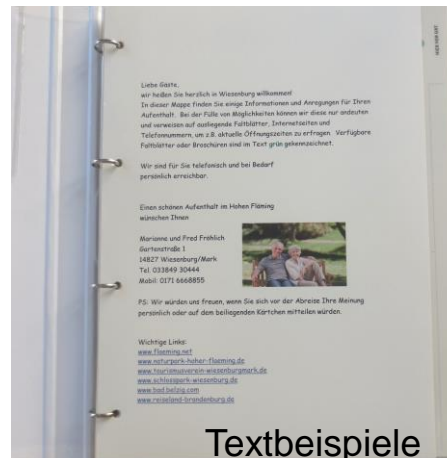 Liebe Gäste,
wir heißen Sie herzlich in Wiesenburg willkommen!
In dieser Mappe finden Sie einige Informationen und Anregungen für Ihren
Aufenthalt. Bei der Fülle von Möglichkeiten können wir diese nur andeuten
und verweisen auf ausliegende Faltblätter, Internetseiten und
Telefonnummern, um z.B. aktuelle Öffnungszeiten zu erfragen. Verfügbare
Faltblätter oder Broschüren sind im Text grün gekennzeichnet.
Wir sind für Sie telefonisch und bei Bedarf
persönlich erreichbar.
Einen schönen Aufenthalt im Hohen Fläming
wünschen Ihnen
Marianne und Fred Fröhlich
Gartenstraße 1
14827 Wiesenburg/Mark
Tel. 033849 30444
Mobil: 0171 6668855
PS: Wir würden uns freuen, wenn Sie sich vor der Abreise Ihre Meinung
persönlich oder auf dem beiliegenden Kärtchen mitteilen würden.
Wichtige Links:
www.flaeming.net
www.naturpark-hoher-flaeming.de
www.tourismusverein-wiesenburgmark.de
www.schlosspark-wiesenburg.de
www.bad.belzig.com
www.reiseland-brandenburg.de
Textbeispiele